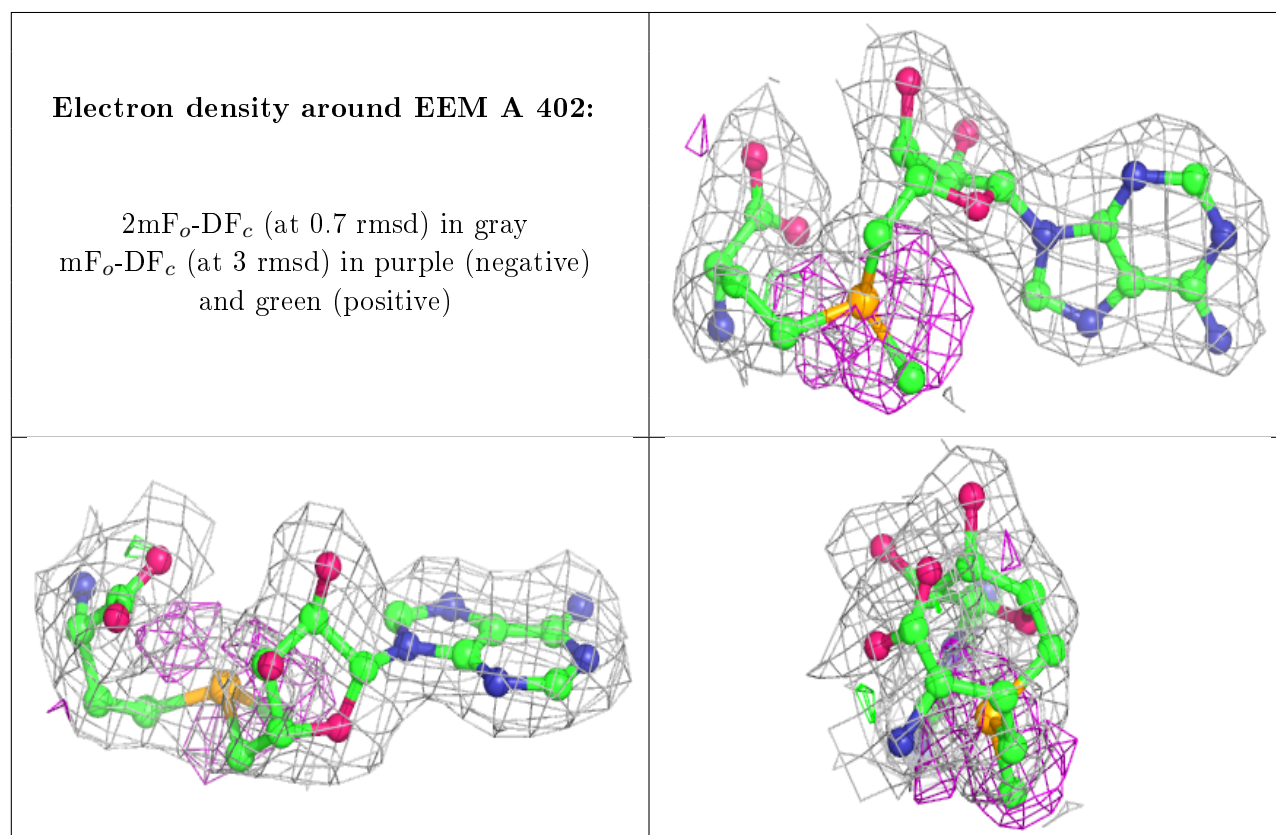 Electron density around EEM A 402:
2mFo-DFc (at 0.7 rmsd) in gray
mFo-DFc (at 3 rmsd) in purple (negative)
and green (positive)